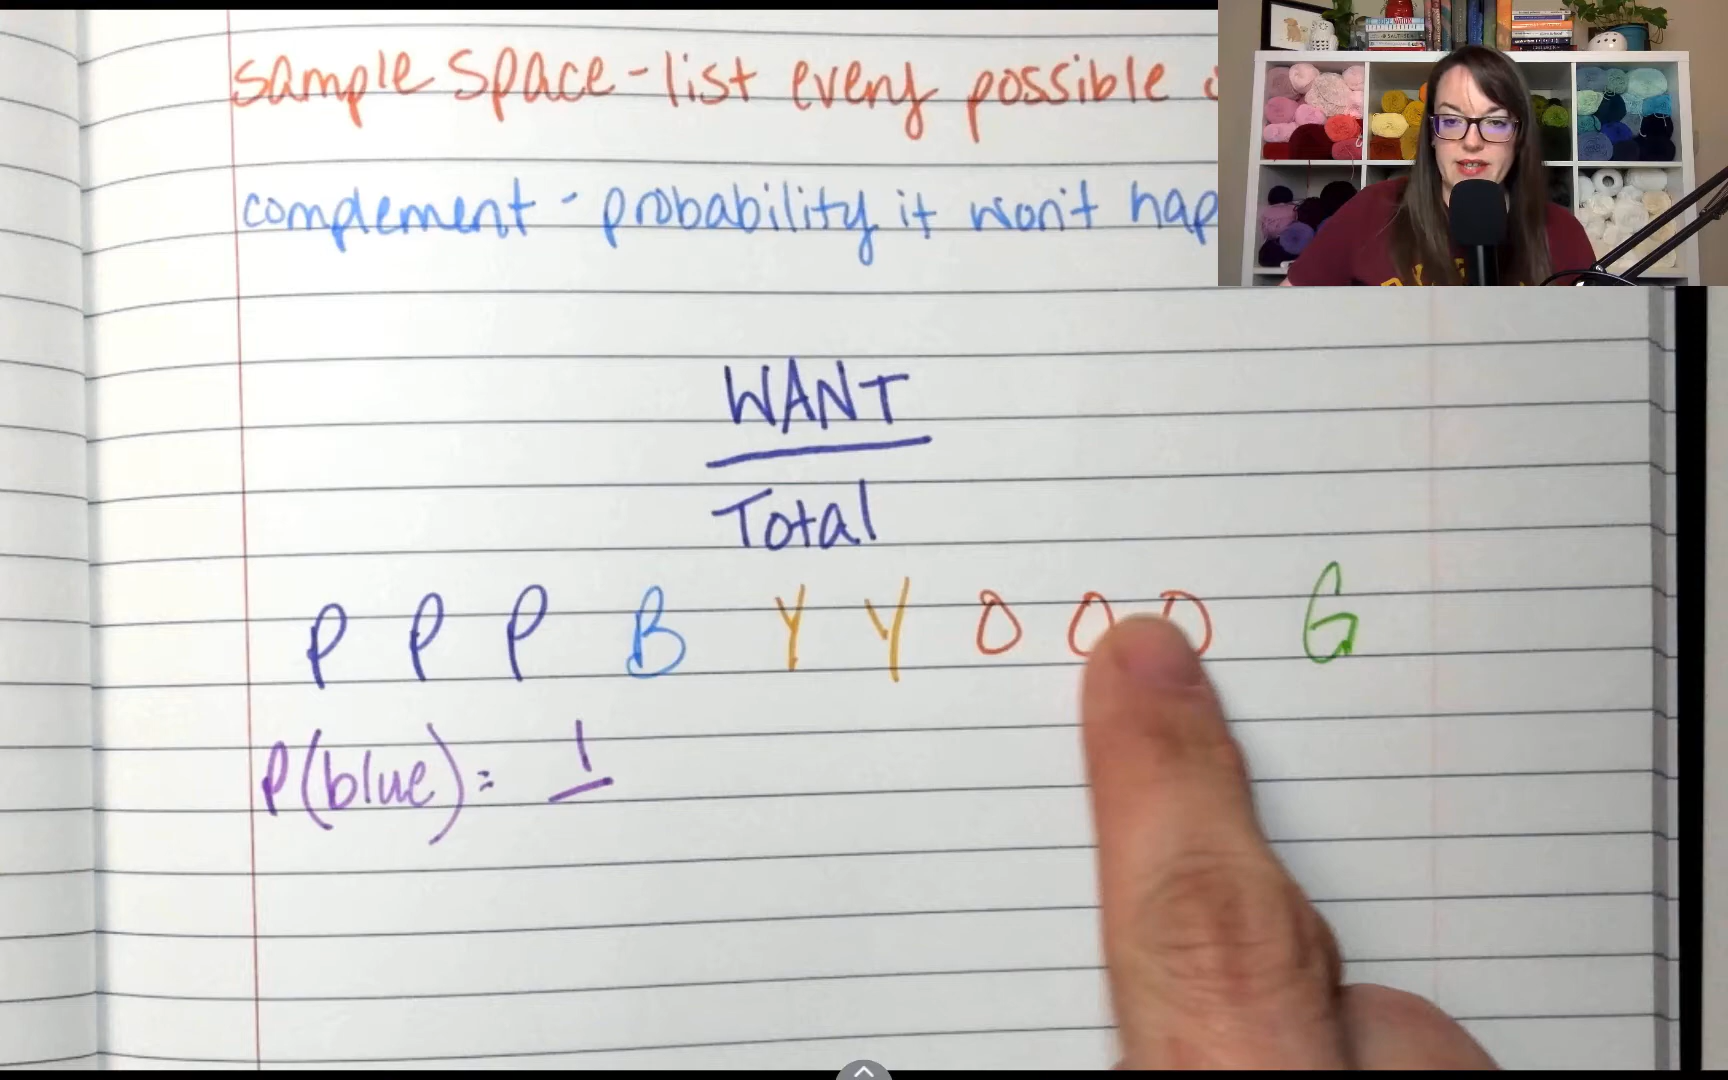 sample space - list every possible
complement - probability it won't hap
WANT
Total
P P P B Y Y O O O G
P(blue) = 1